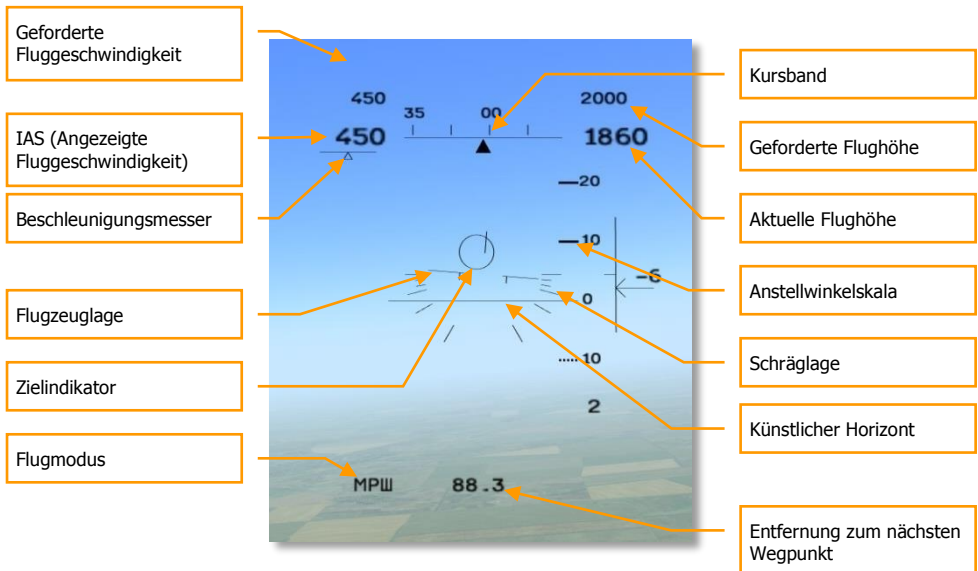 Geforderte
Fluggeschwindigkeit
IAS (Angezeigte
Fluggeschwindigkeit)
Beschleunigungsmesser
Flugzeuglage
Zielindikator
Flugmodus
450
35
00
2000
450
1860
20
10
-6
0
10
2
МРШ
88.3
Kursband
Geforderte Flughöhe
Aktuelle Flughöhe
Anstellwinkelskala
Schräglage
Künstlicher Horizont
Entfernung zum nächsten
Wegpunkt